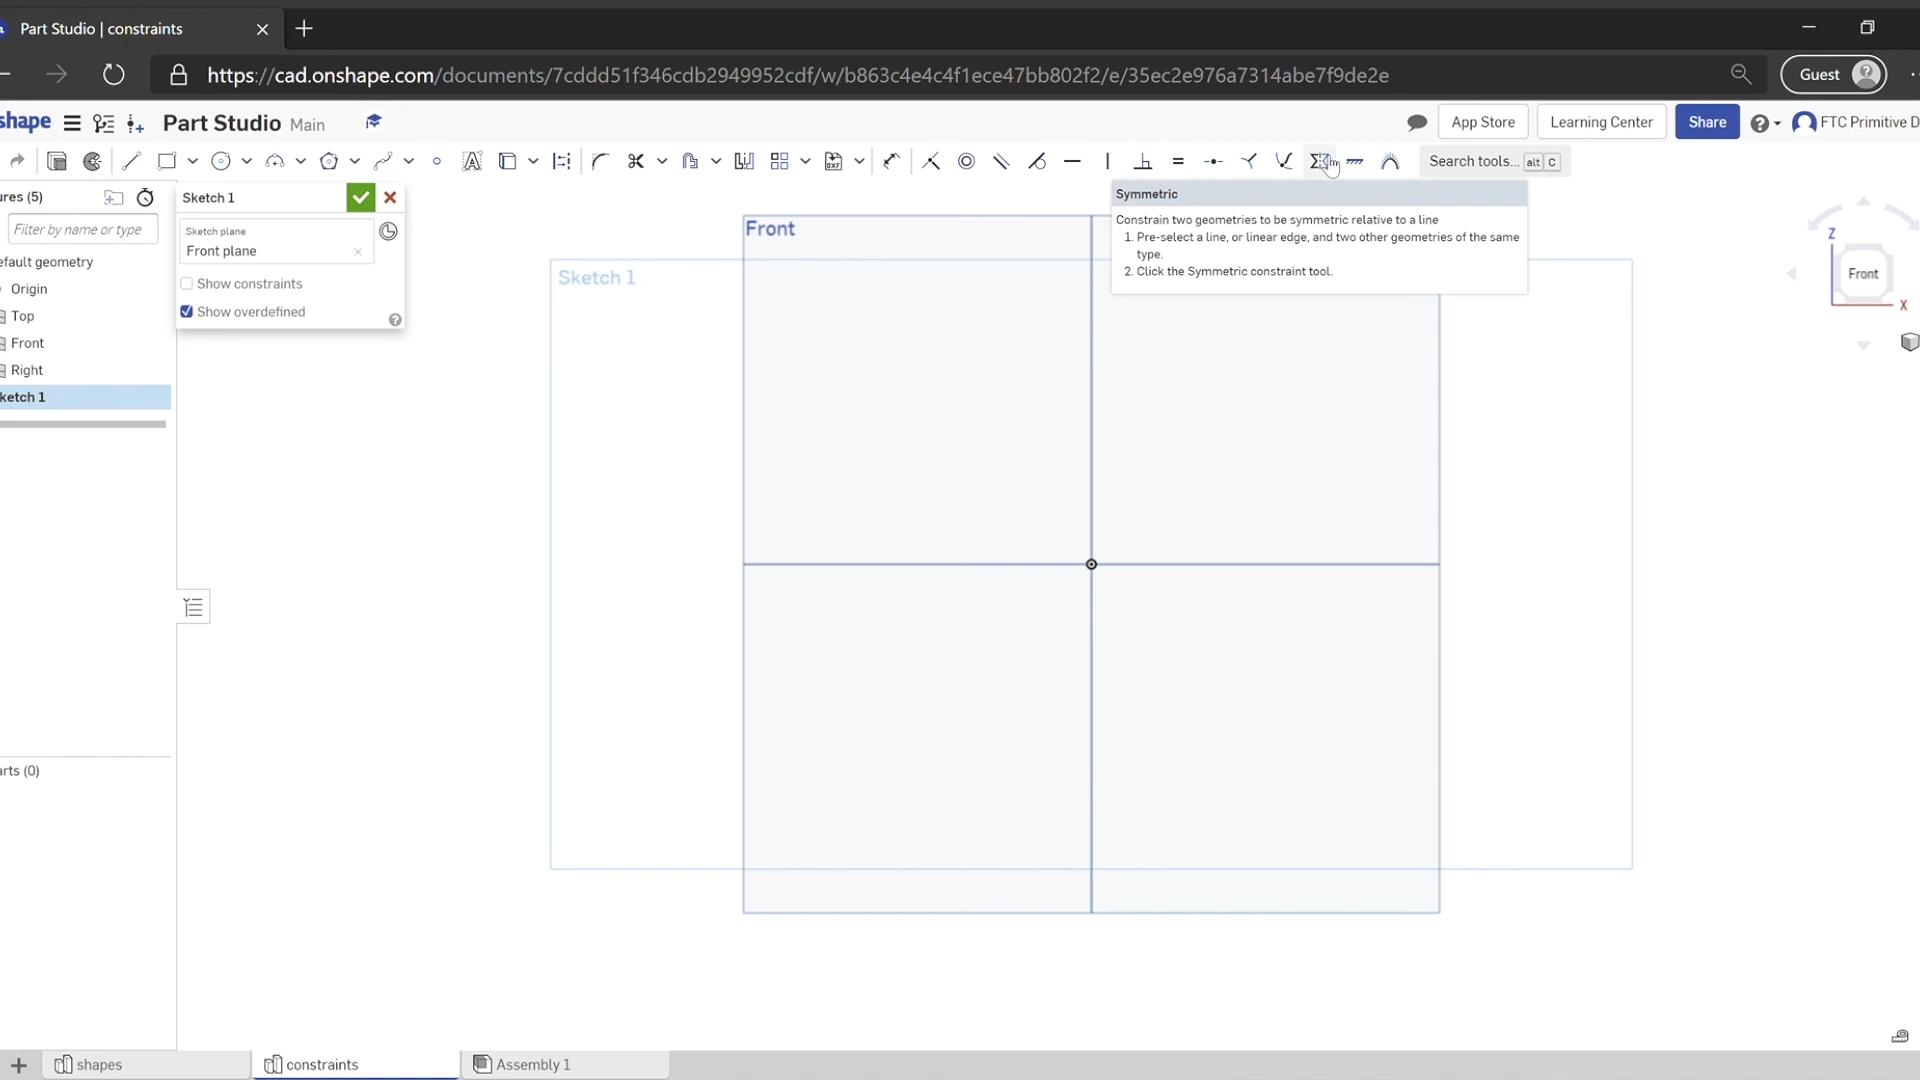 Part Studio | constraints
https://cad.onshape.com/documents/7cddd51f346cdb2949952cdf/w/b863c4e4c4f1ece47bb802f2/e/35ec2e976a7314abe7f9de2e
Guest
shape
Part Studio Main
App Store
Learning Center
Share
FTC Primitive D
Search tools... alt C
ures (5)
Filter by name or type
efault geometry
Origin
Top
Front
Right
ketch 1
arts (0)
Sketch 1
Sketch plane
Front plane
Show constraints
Show overdefined
Front
Sketch 1
Symmetric
Constrain two geometries to be symmetric relative to a line
1. Pre-select a line, or linear edge, and two other geometries of the same
type.
2. Click the Symmetric constraint tool.
Z
Front
X
shapes
constraints
Assembly 1